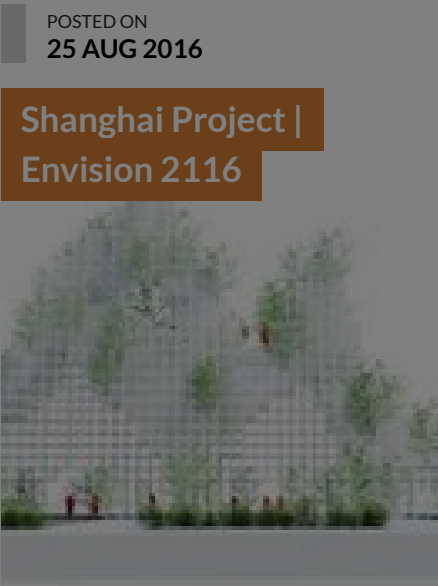 POSTED ON
25 AUG 2016
Shanghai Project |
Envision 2116